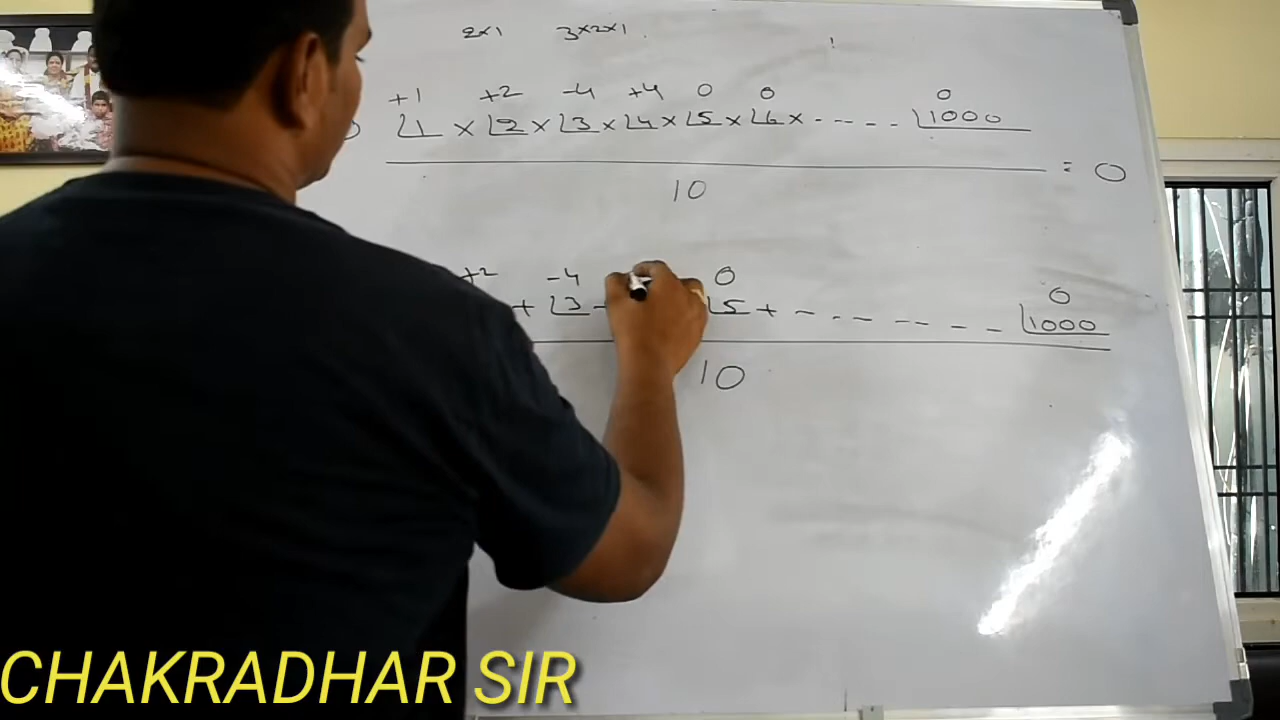 2×1 3×2×1
+1 +2 -4 +4 0 0 0
⌊1 × ⌊2 × ⌊3 × ⌊4 × ⌊5 × ⌊6 × ----- ⌊1000
= 0
10
+2 -4 0 0
+ ⌊3 ⌊5 + ------- ⌊1000
10
CHAKRADHAR SIR